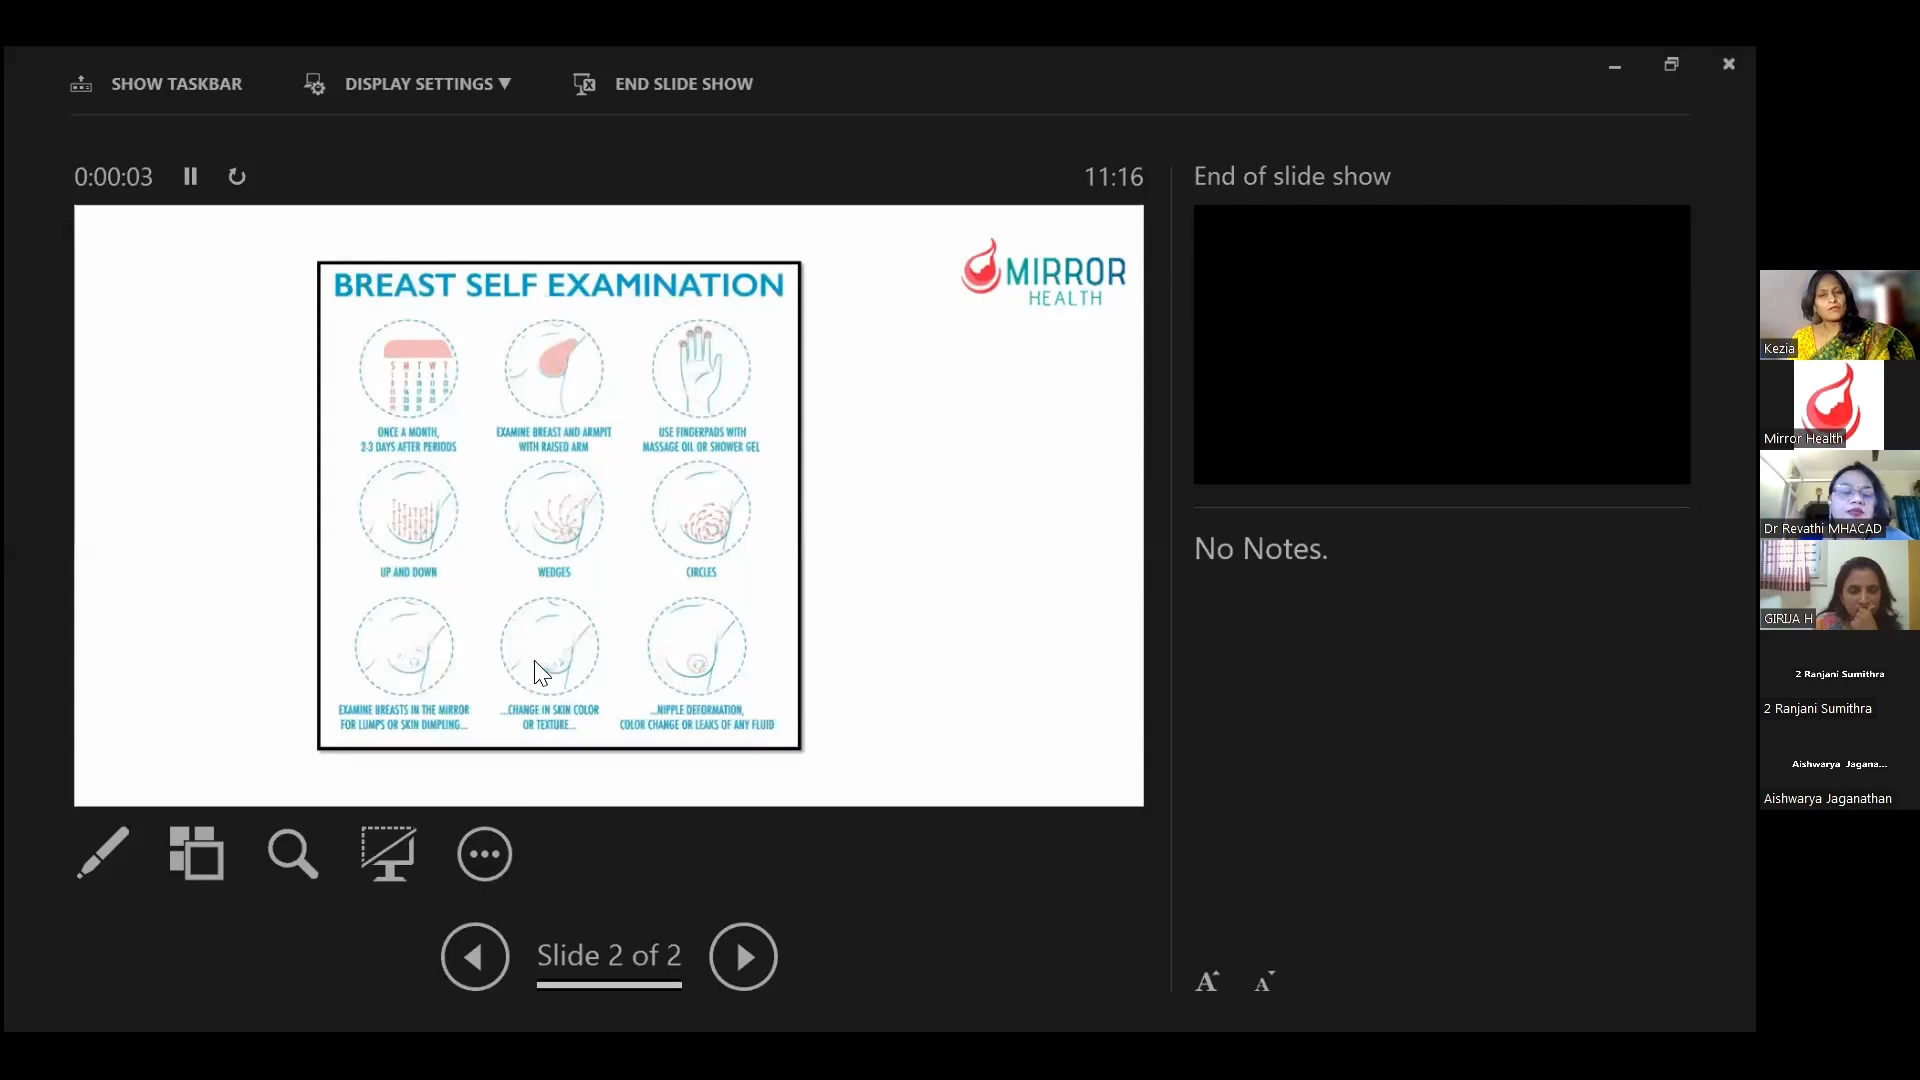 SHOW TASKBAR
DISPLAY SETTINGS ▼
END SLIDE SHOW
0:00:03
11:16
End of slide show
BREAST SELF EXAMINATION
MIRROR
HEALTH
S M T W T
ONCE A MONTH,
2-3 DAYS AFTER PERIODS
EXAMINE BREAST AND ARMPIT
WITH RAISED ARM
USE FINGERPADS WITH
MASSAGE OIL OR SHOWER GEL
UP AND DOWN
WEDGES
CIRCLES
EXAMINE BREASTS IN THE MIRROR
FOR LUMPS OR SKIN DIMPLING...
...CHANGE IN SKIN COLOR
OR TEXTURE...
...NIPPLE DEFORMATION,
COLOR CHANGE OR LEAKS OF ANY FLUID
No Notes.
Slide 2 of 2
A A
Kezia
Mirror Health
Dr Revathi MHACAD
GIRIJA H
2 Ranjani Sumithra
2 Ranjani Sumithra
Aishwarya Jagana...
Aishwarya Jaganathan